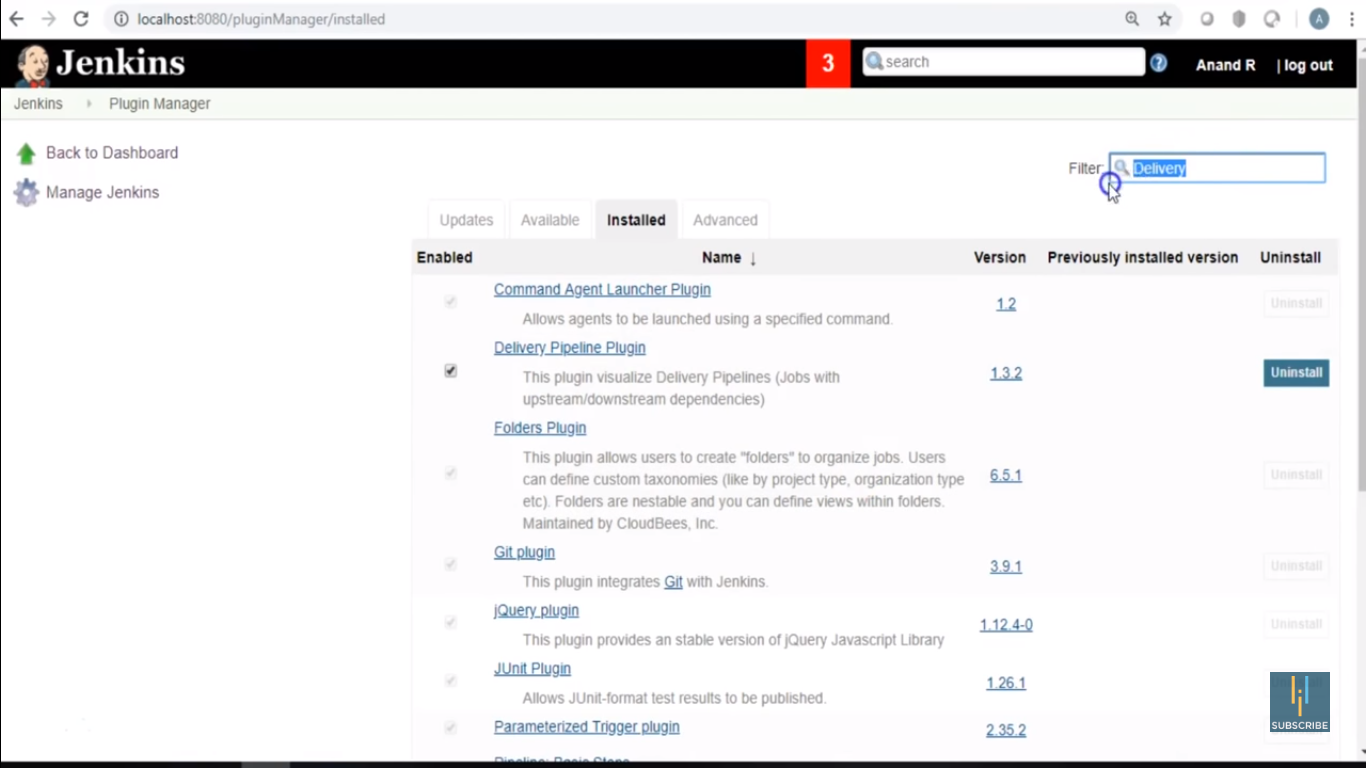 localhost:8080/pluginManager/installed
A
Jenkins
3
search
?
Anand R
| log out
Jenkins
Plugin Manager
Back to Dashboard
Manage Jenkins
Filter:
Delivery
Updates
Available
Installed
Advanced
Enabled
Name ↓
Version
Previously installed version
Uninstall
Command Agent Launcher Plugin
Allows agents to be launched using a specified command.
1.2
Uninstall
Delivery Pipeline Plugin
This plugin visualize Delivery Pipelines (Jobs with
upstream/downstream dependencies)
1.3.2
Uninstall
Folders Plugin
This plugin allows users to create "folders" to organize jobs. Users
can define custom taxonomies (like by project type, organization type
etc). Folders are nestable and you can define views within folders.
Maintained by CloudBees, Inc.
6.5.1
Uninstall
Git plugin
This plugin integrates Git with Jenkins.
3.9.1
Uninstall
jQuery plugin
This plugin provides an stable version of jQuery Javascript Library
1.12.4-0
Uninstall
JUnit Plugin
Allows JUnit-format test results to be published.
1.26.1
SUBSCRIBE
Parameterized Trigger plugin
2.35.2
Pipeline: Basic Steps